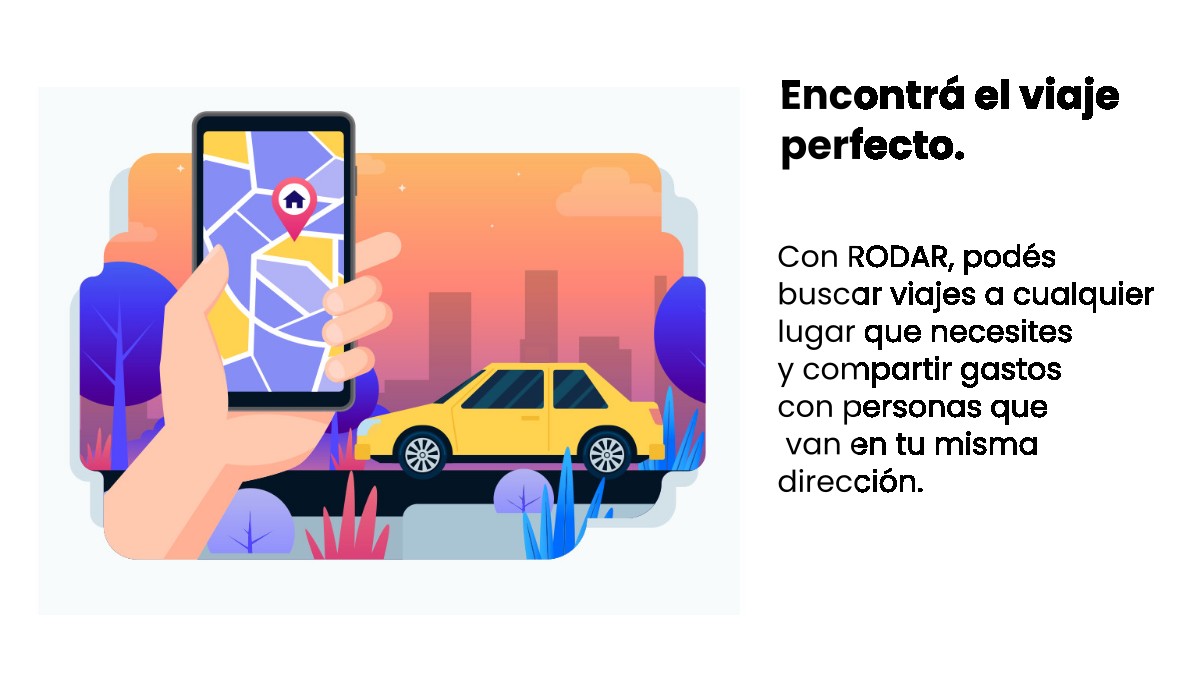 Encontrá el viaje
perfecto.
Con RODAR, podés
buscar viajes a cualquier
lugar que necesites
y compartir gastos
con personas que
van en tu misma
dirección.